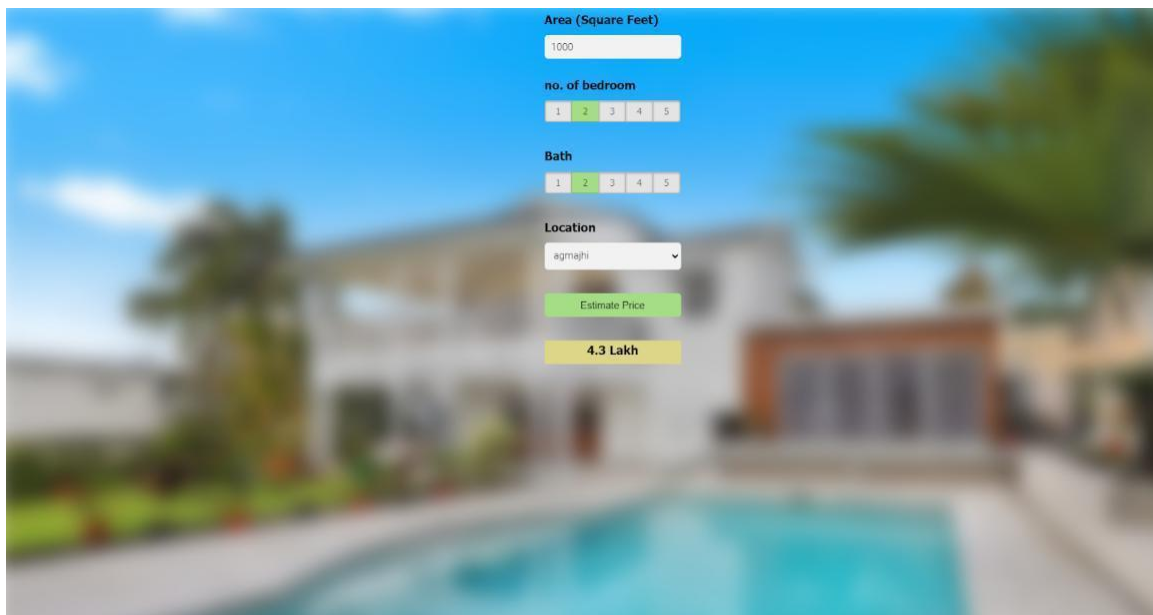 Area (Square Feet)
1000
no. of bedroom
1 2 3 4 5
Bath
1 2 3 4 5
Location
agmajhi
Estimate Price
4.3 Lakh